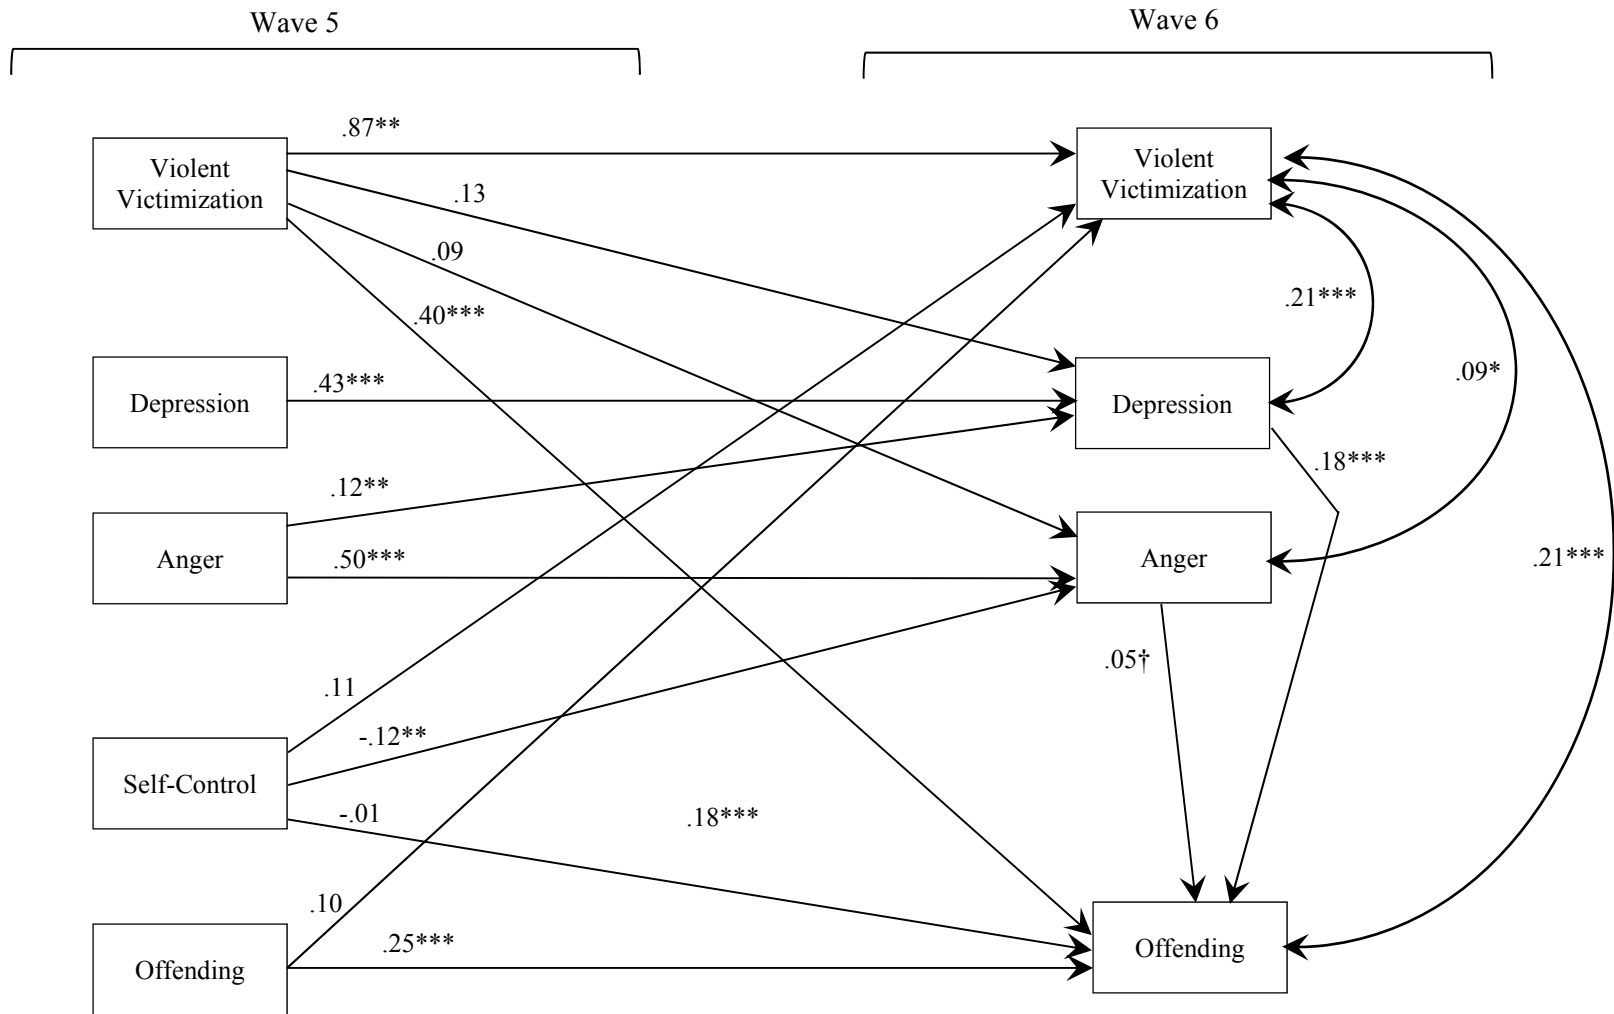 Wave 5
Wave 6
.87**
Violent
Victimization
Violent
Victimization
.13
.09
.40***
.21***
.09*
.43***
Depression
Depression
.18***
.12**
Anger
.50***
Anger
.21***
.05†
.11
-.12**
Self-Control
-.01
.18***
.10
.25***
Offending
Offending